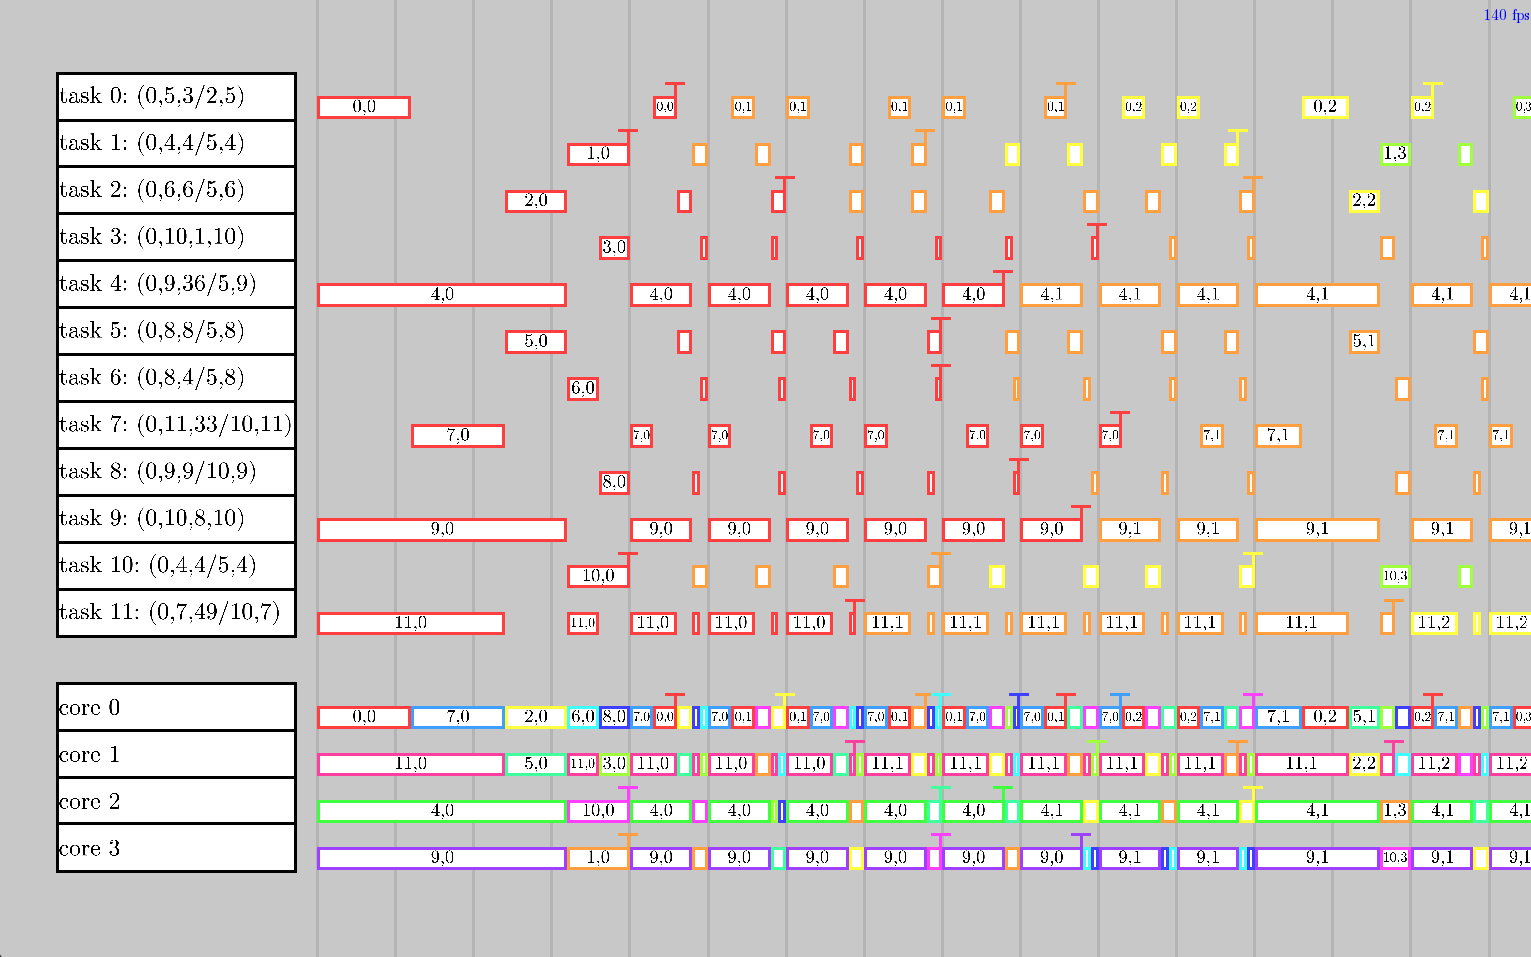 140 fps
task 0: (0,5,3/2,5) 0,0 0,0 0,1 0,1 0,1 0,1 0,1 0,2 0,2 0,2 0,2 0,3
task 1: (0,4,4/5,4) 1,0 1,3
task 2: (0,6,6/5,6) 2,0 2,2
task 3: (0,10,1,10) 3,0
task 4: (0,9,36/5,9) 4,0 4,0 4,0 4,0 4,0 4,0 4,1 4,1 4,1 4,1 4,1 4,1
task 5: (0,8,8/5,8) 5,0 5,1
task 6: (0,8,4/5,8) 6,0
task 7: (0,11,33/10,11) 7,0 7,0 7,0 7,0 7,0 7,0 7,0 7,0 7,1 7,1 7,1 7,1
task 8: (0,9,9/10,9) 8,0
task 9: (0,10,8,10) 9,0 9,0 9,0 9,0 9,0 9,0 9,0 9,1 9,1 9,1 9,1 9,1
task 10: (0,4,4/5,4) 10,0 10,3
task 11: (0,7,49/10,7) 11,0 11,0 11,0 11,0 11,0 11,1 11,1 11,1 11,1 11,1 11,1 11,2 11,2
core 0 0,0 7,0 2,0 6,0 8,0 7,0 0,0 7,0 0,1 0,1 7,0 7,0 0,1 0,1 7,0 7,0 0,1 7,0 0,2 0,2 7,1 7,1 0,2 5,1 0,2 7,1 7,1 0,3
core 1 11,0 5,0 11,0 3,0 11,0 11,0 11,0 11,1 11,1 11,1 11,1 11,1 11,1 2,2 11,2 11,2
core 2 4,0 10,0 4,0 4,0 4,0 4,0 4,0 4,1 4,1 4,1 4,1 1,3 4,1 4,1
core 3 9,0 1,0 9,0 9,0 9,0 9,0 9,0 9,0 9,1 9,1 9,1 10,3 9,1 9,1